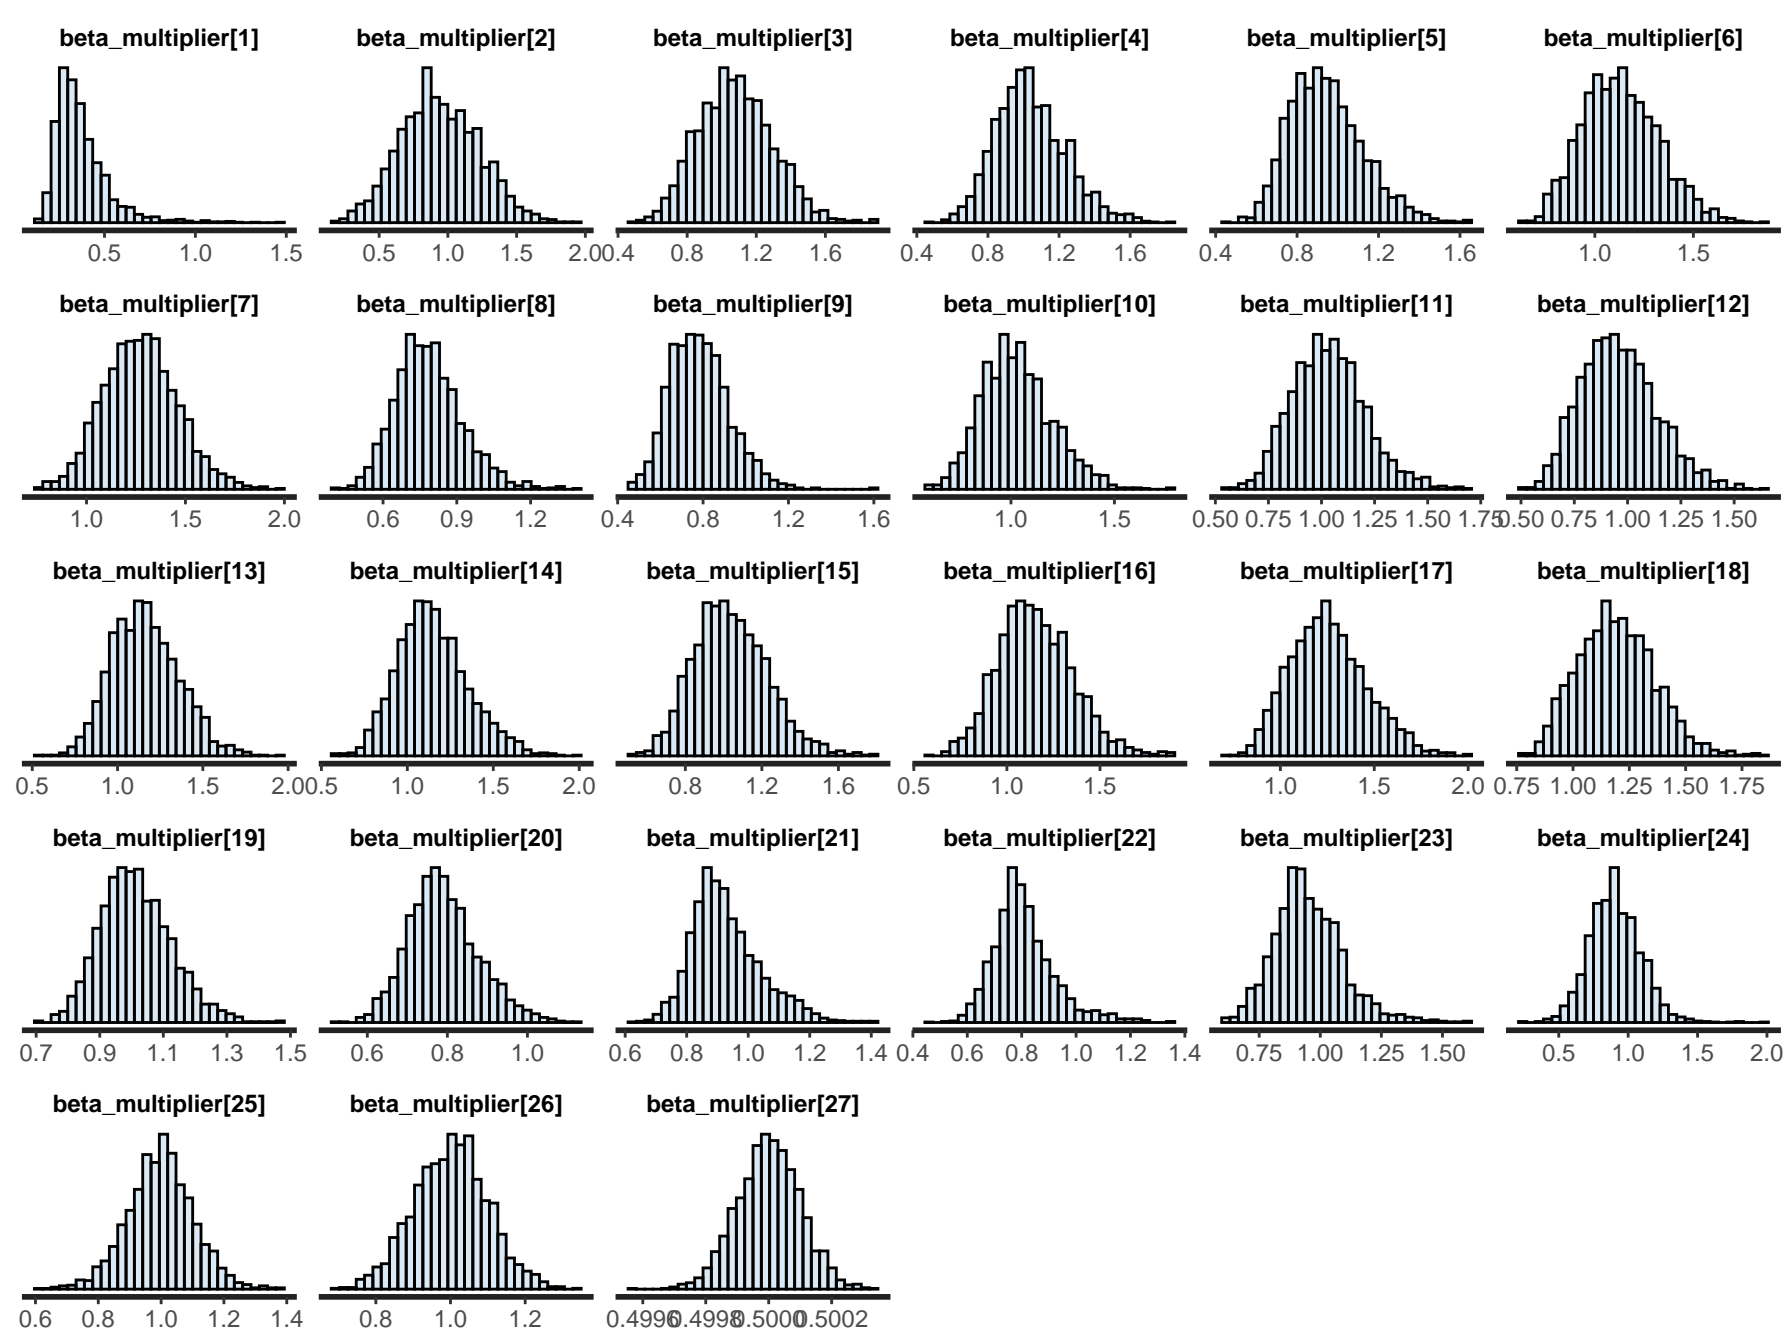 beta_multiplier[1] beta_multiplier[2] beta_multiplier[3] beta_multiplier[4] beta_multiplier[5] beta_multiplier[6]
0.5 1.0 1.5 0.5 1.0 1.5 2.0 0.4 0.8 1.2 1.6 0.4 0.8 1.2 1.6 0.4 0.8 1.2 1.6 1.0 1.5
beta_multiplier[7] beta_multiplier[8] beta_multiplier[9] beta_multiplier[10] beta_multiplier[11] beta_multiplier[12]
1.0 1.5 2.0 0.6 0.9 1.2 0.4 0.8 1.2 1.6 1.0 1.5 0.50 0.75 1.00 1.25 1.50 1.75 0.50 0.75 1.00 1.25 1.50
beta_multiplier[13] beta_multiplier[14] beta_multiplier[15] beta_multiplier[16] beta_multiplier[17] beta_multiplier[18]
0.5 1.0 1.5 2.0 0.5 1.0 1.5 2.0 0.8 1.2 1.6 0.5 1.0 1.5 1.0 1.5 2.0 0.75 1.00 1.25 1.50 1.75
beta_multiplier[19] beta_multiplier[20] beta_multiplier[21] beta_multiplier[22] beta_multiplier[23] beta_multiplier[24]
0.7 0.9 1.1 1.3 1.5 0.6 0.8 1.0 0.6 0.8 1.0 1.2 1.4 0.4 0.6 0.8 1.0 1.2 1.4 0.75 1.00 1.25 1.50 0.5 1.0 1.5 2.0
beta_multiplier[25] beta_multiplier[26] beta_multiplier[27]
0.6 0.8 1.0 1.2 1.4 0.8 1.0 1.2 0.4996 0.4998 0.5000 0.5002